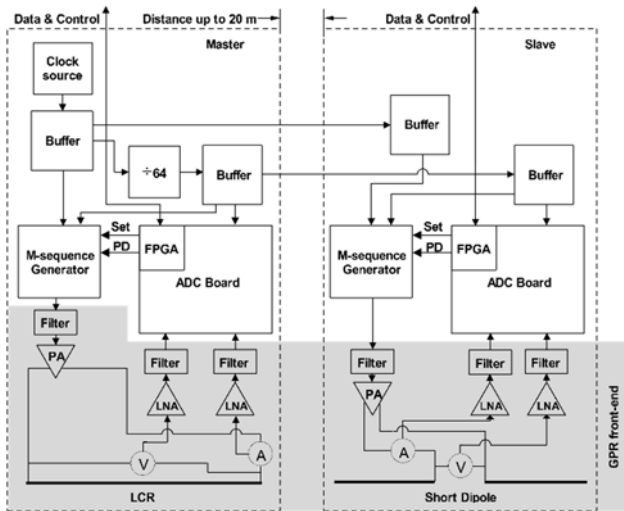 Data & Control
Distance up to 20 m
Data & Control
Master
Slave
Clock
source
Buffer
Buffer
÷64
Buffer
Buffer
Set
PD
FPGA
M-sequence
Generator
ADC Board
Set
PD
FPGA
M-sequence
Generator
ADC Board
Filter
PA
Filter
Filter
LNA
LNA
V
A
LCR
Filter
PA
Filter
Filter
LNA
LNA
A
V
Short Dipole
GPR front-end